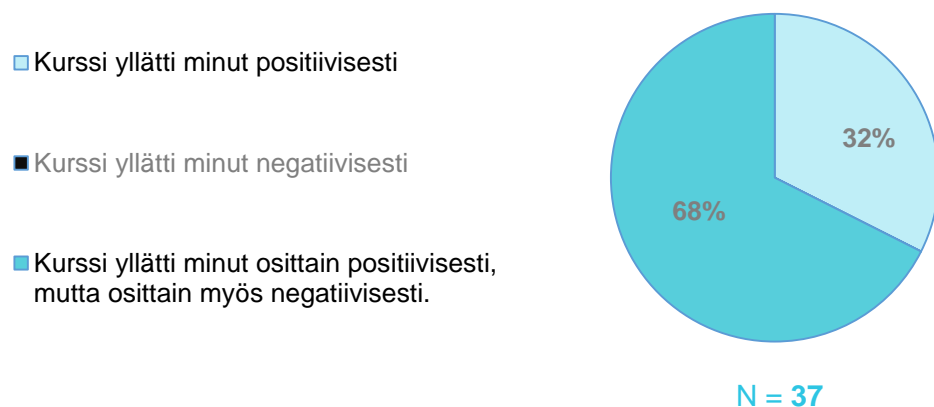 Kurssi yllätti minut positiivisesti
Kurssi yllätti minut negatiivisesti
Kurssi yllätti minut osittain positiivisesti,
mutta osittain myös negatiivisesti.
32%
68%
N = 37